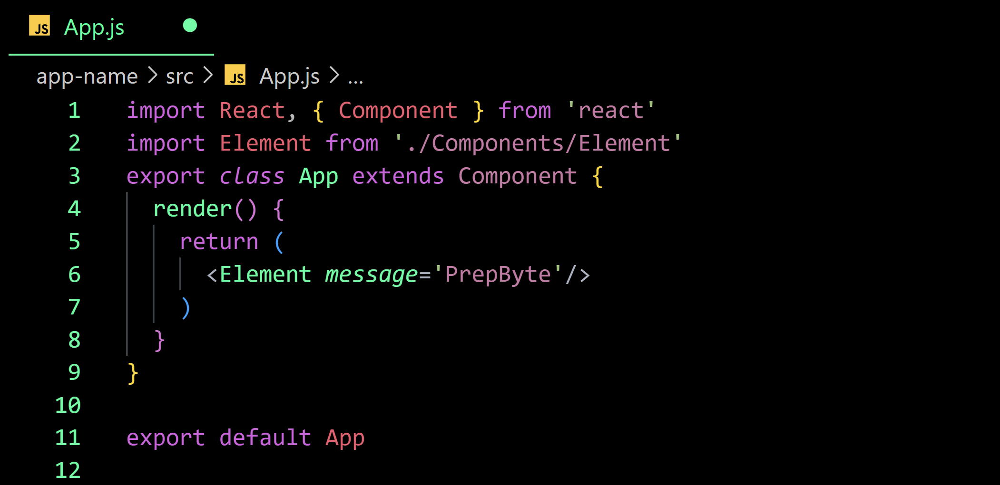 JS App.js
app-name > src > JS App.js > ...
1 import React, { Component } from 'react'
2 import Element from './Components/Element'
3 export class App extends Component {
4   render() {
5     return (
6       <Element message='PrepByte'/>
7     )
8   }
9 }
10
11 export default App
12